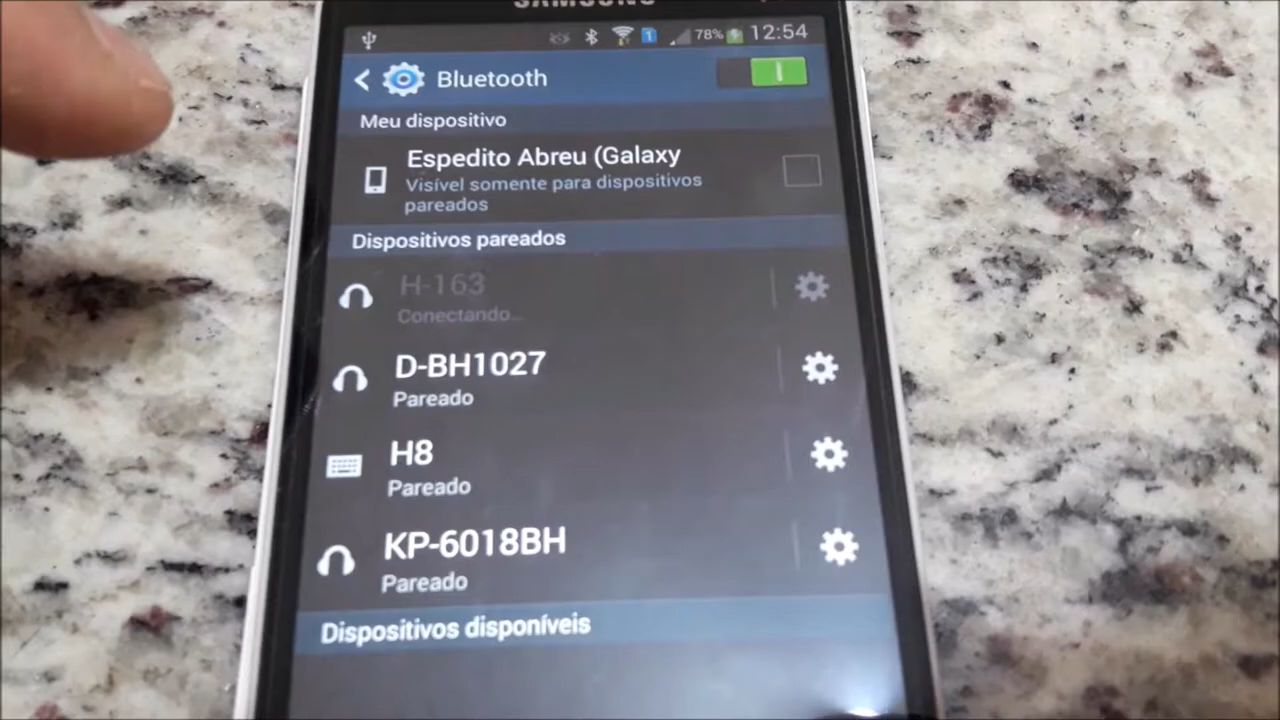 SAMSUNG
1 78% 12:54
Bluetooth
Meu dispositivo
Espedito Abreu (Galaxy
Visível somente para dispositivos
pareados
Dispositivos pareados
H-163
Conectando...
D-BH1027
Pareado
H8
Pareado
KP-6018BH
Pareado
Dispositivos disponíveis